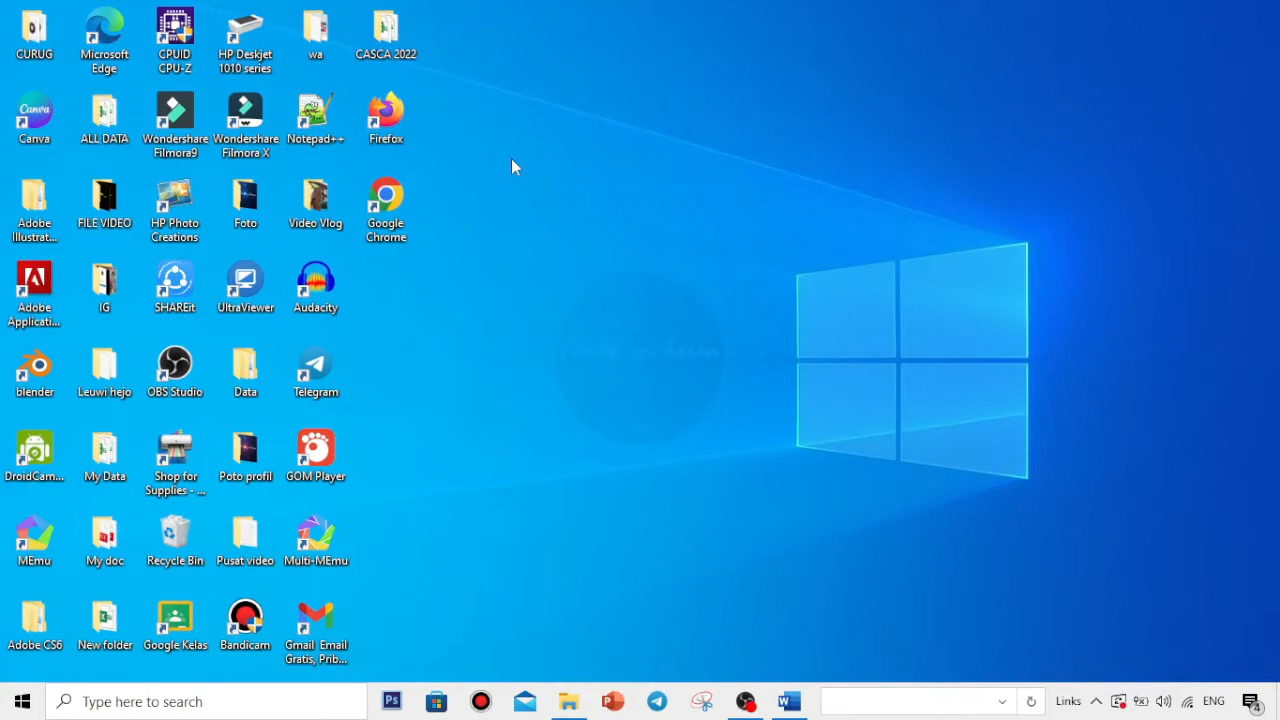 CURUG
Microsoft Edge
CPUID CPU-Z
HP Deskjet 1010 series
wa
CASCA 2022
Canva
ALL DATA
Wondershare Filmora9
Wondershare Filmora X
Notepad++
Firefox
Adobe Illustrat...
FILE VIDEO
HP Photo Creations
Foto
Video Vlog
Google Chrome
Adobe Applicati...
IG
SHAREit
UltraViewer
Audacity
blender
Leuwi hejo
OBS Studio
Data
Telegram
DroidCam...
My Data
Shop for Supplies - ...
Poto profil
GOM Player
MEmu
My doc
Recycle Bin
Pusat video
Multi-MEmu
Adobe CS6
New folder
Google Kelas
Bandicam
Gmail Email Gratis, Prib...
Type here to search
Links
ENG
4